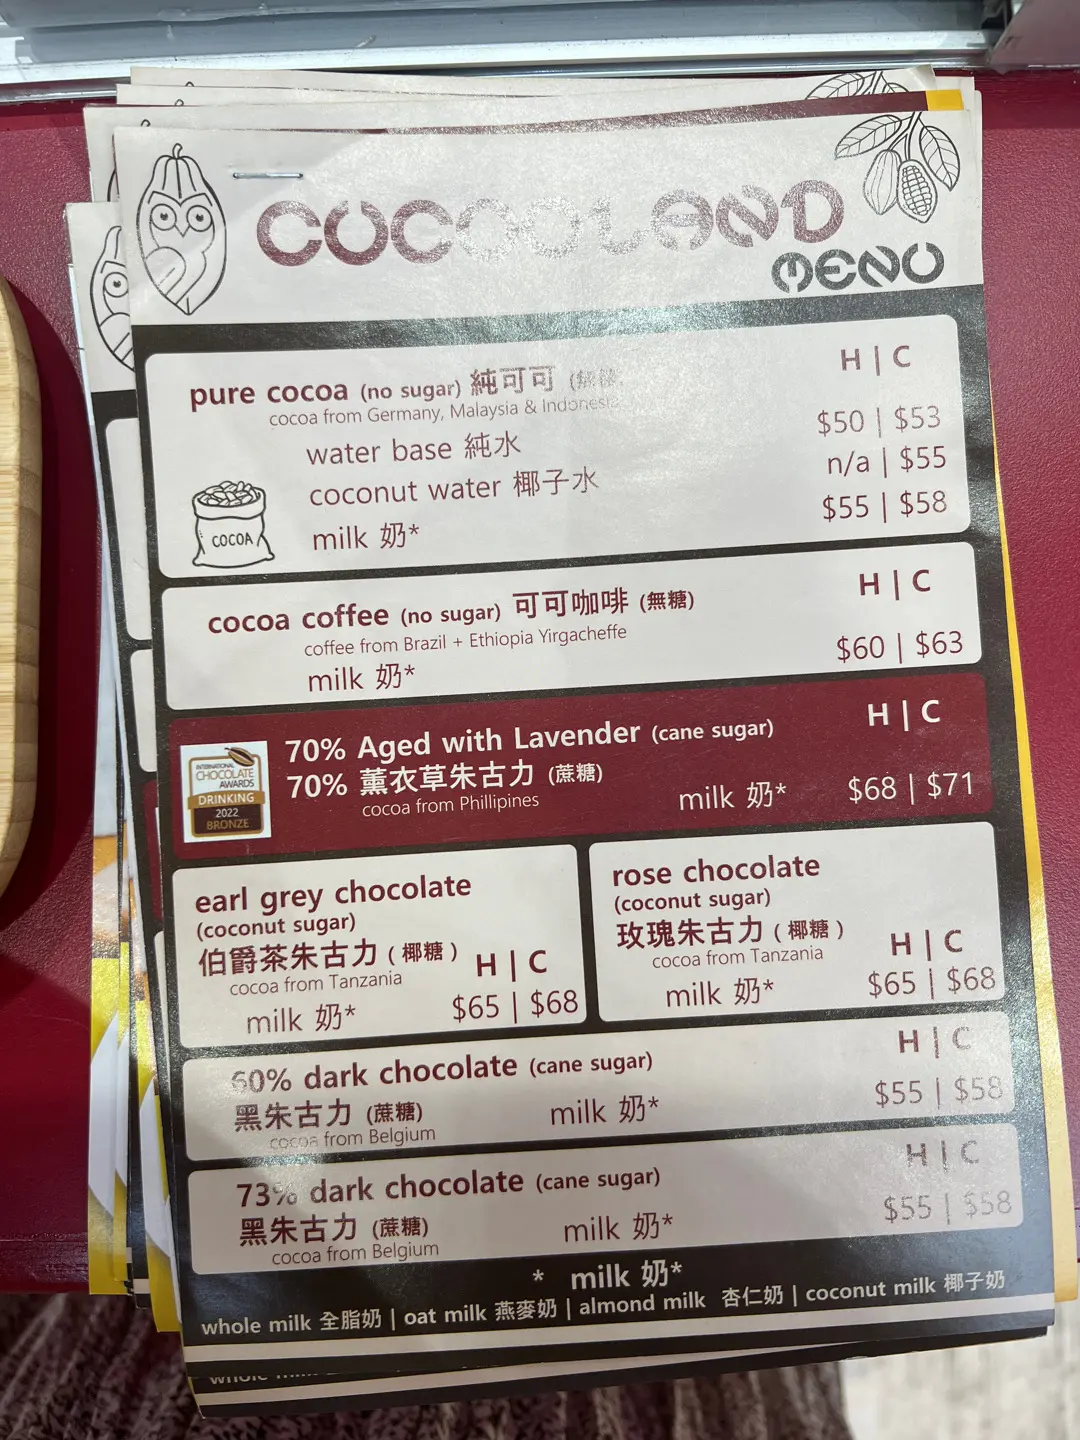 COCOOLAND
MENU
pure cocoa (no sugar) 純可可 (無糖)
H | C
cocoa from Germany, Malaysia & Indonesia
water base 純水 $50 | $53
coconut water 椰子水 n/a | $55
milk 奶* $55 | $58
COCOA
cocoa coffee (no sugar) 可可咖啡 (無糖)
H | C
coffee from Brazil + Ethiopia Yirgacheffe
milk 奶* $60 | $63
70% Aged with Lavender (cane sugar)
H | C
70% 薰衣草朱古力 (蔗糖)
cocoa from Phillipines
milk 奶* $68 | $71
INTERNATIONAL
CHOCOLATE
AWARDS
DRINKING
2022
BRONZE
earl grey chocolate
(coconut sugar)
伯爵茶朱古力 ( 椰糖 )
H | C
cocoa from Tanzania
milk 奶* $65 | $68
rose chocolate
(coconut sugar)
玫瑰朱古力 ( 椰糖 )
H | C
cocoa from Tanzania
milk 奶* $65 | $68
60% dark chocolate (cane sugar)
H | C
黑朱古力 (蔗糖) milk 奶* $55 | $58
cocoa from Belgium
73% dark chocolate (cane sugar)
H | C
黑朱古力 (蔗糖) milk 奶* $55 | $58
cocoa from Belgium
* milk 奶*
whole milk 全脂奶 | oat milk 燕麥奶 | almond milk 杏仁奶 | coconut milk 椰子奶